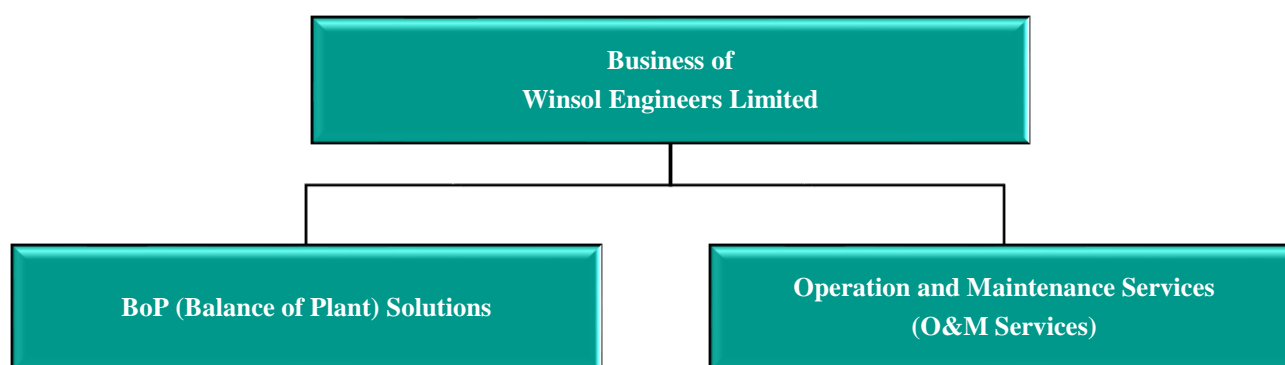 Business of
Winsol Engineers Limited
BoP (Balance of Plant) Solutions
Operation and Maintenance Services
(O&M Services)